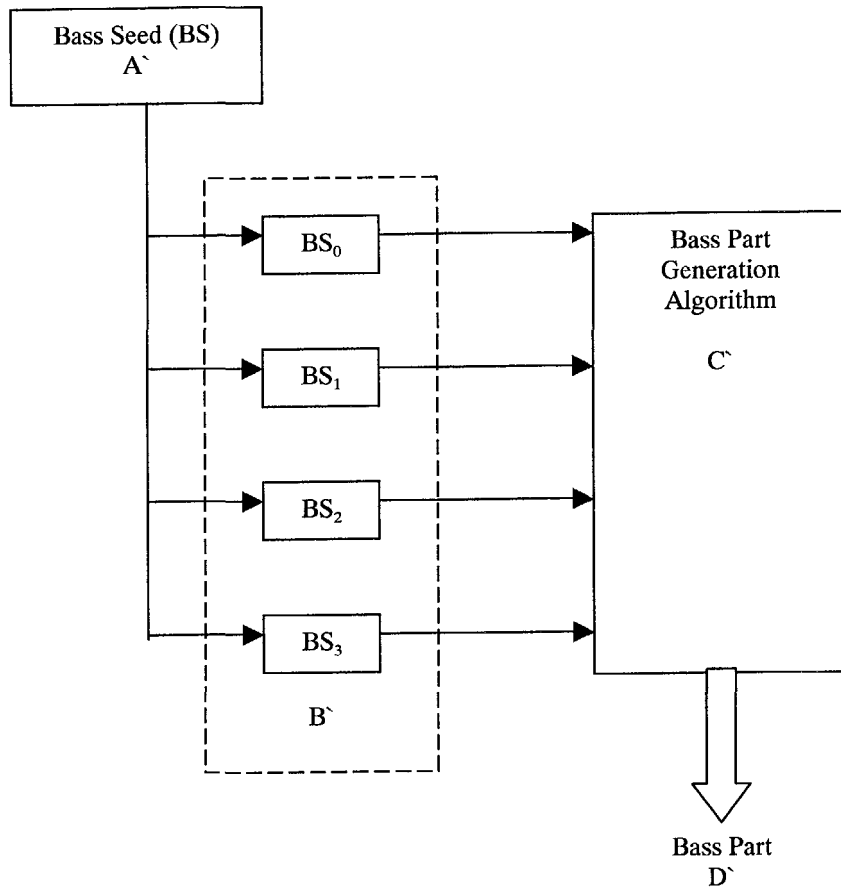 Bass Seed (BS)
A`
BS₀
BS₁
BS₂
BS₃
B`
Bass Part
Generation
Algorithm
C`
Bass Part
D`